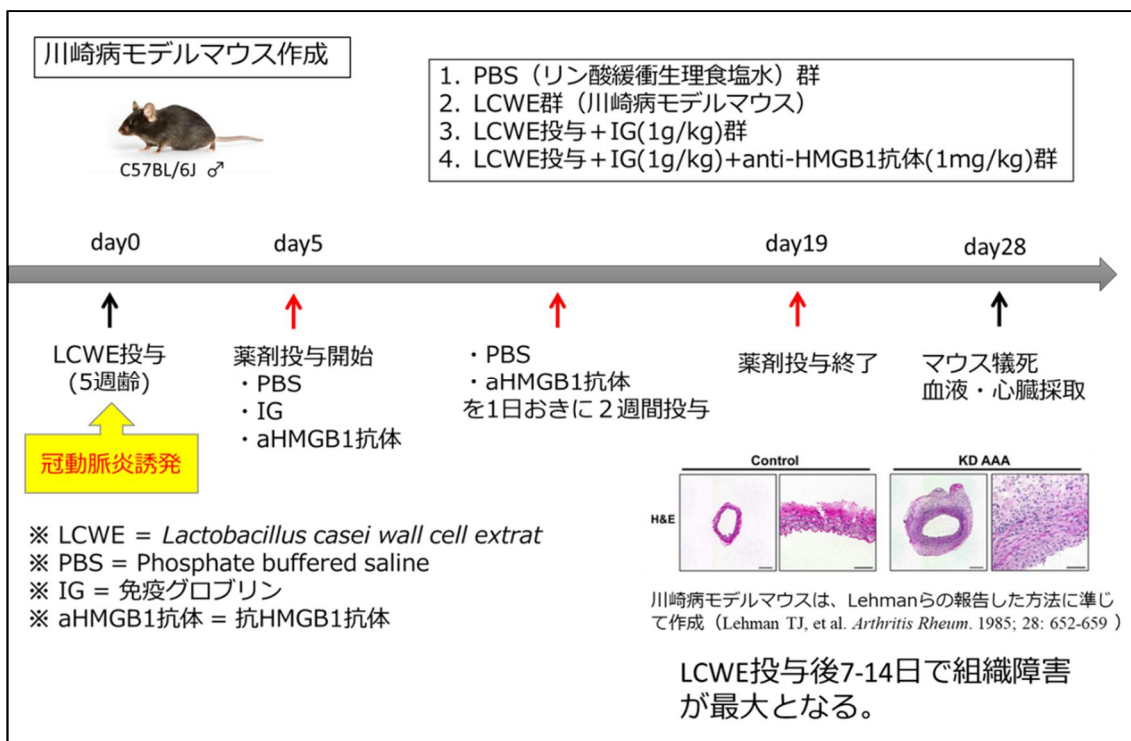 川崎病モデルマウス作成
C57BL/6J ♂
1. PBS(リン酸緩衝生理食塩水)群
2. LCWE群(川崎病モデルマウス)
3. LCWE投与+IG(1g/kg)群
4. LCWE投与+IG(1g/kg)+anti-HMGB1抗体(1mg/kg)群
day0
day5
day19
day28
LCWE投与
(5週齢)
冠動脈炎誘発
薬剤投与開始
・PBS
・IG
・aHMGB1抗体
・PBS
・aHMGB1抗体
を1日おきに2週間投与
薬剤投与終了
マウス犠死
血液・心臓採取
※ LCWE = Lactobacillus casei wall cell extrat
※ PBS = Phosphate buffered saline
※ IG = 免疫グロブリン
※ aHMGB1抗体 = 抗HMGB1抗体
Control
KD AAA
H&E
川崎病モデルマウスは、Lehmanらの報告した方法に準じ
て作成(Lehman TJ, et al. Arthritis Rheum. 1985; 28: 652-659 )
LCWE投与後7-14日で組織障害
が最大となる。